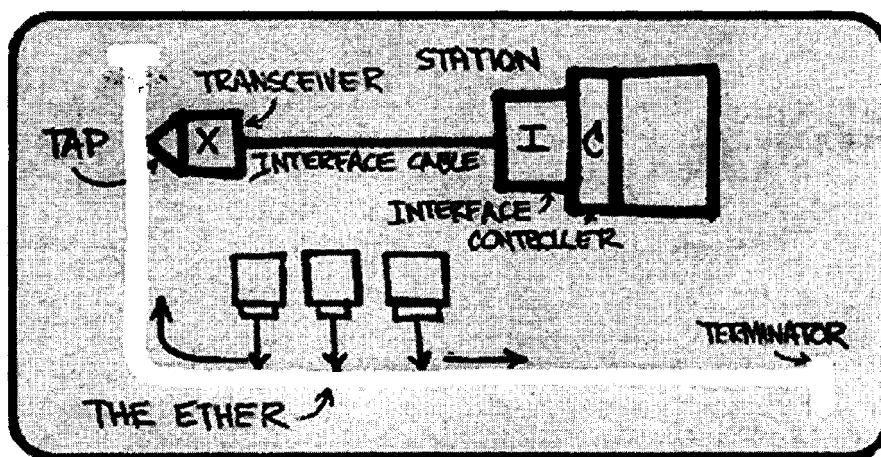 STATION
TRANSCEIVER
TAP
X
I
C
INTERFACE CABLE
INTERFACE
CONTROLLER
TERMINATOR
THE ETHER